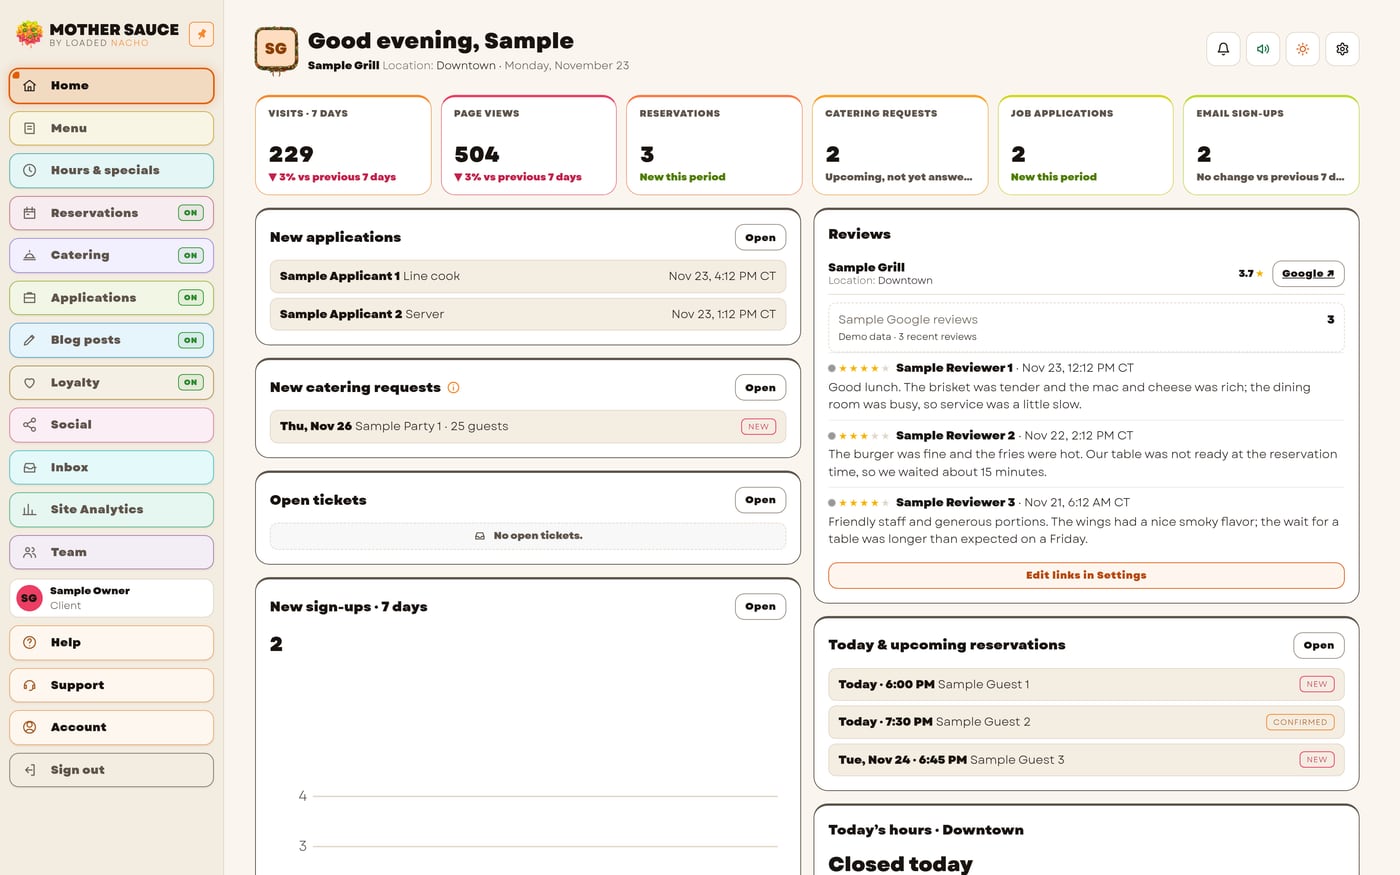 MOTHER SAUCE
BY LOADED NACHO
Home
Menu
Hours & specials
Reservations ON
Catering ON
Applications ON
Blog posts ON
Loyalty ON
Social
Inbox
Site Analytics
Team
SG
Sample Owner
Client
Help
Support
Account
Sign out
SG
Good evening, Sample
Sample Grill Location: Downtown · Monday, November 23
VISITS · 7 DAYS
229
▼ 3% vs previous 7 days
PAGE VIEWS
504
▼ 3% vs previous 7 days
RESERVATIONS
3
New this period
CATERING REQUESTS
2
Upcoming, not yet answe...
JOB APPLICATIONS
2
New this period
EMAIL SIGN-UPS
2
No change vs previous 7 d...
New applications
Open
Sample Applicant 1 Line cook Nov 23, 4:12 PM CT
Sample Applicant 2 Server Nov 23, 1:12 PM CT
New catering requests
Open
Thu, Nov 26 Sample Party 1 · 25 guests NEW
Open tickets
Open
No open tickets.
New sign-ups · 7 days
Open
2
4
3
Reviews
Sample Grill
Location: Downtown
3.7 ★ Google ↗
Sample Google reviews 3
Demo data · 3 recent reviews
★★★★★ Sample Reviewer 1 · Nov 23, 12:12 PM CT
Good lunch. The brisket was tender and the mac and cheese was rich; the dining
room was busy, so service was a little slow.
★★★★★ Sample Reviewer 2 · Nov 22, 2:12 PM CT
The burger was fine and the fries were hot. Our table was not ready at the reservation
time, so we waited about 15 minutes.
★★★★★ Sample Reviewer 3 · Nov 21, 6:12 AM CT
Friendly staff and generous portions. The wings had a nice smoky flavor; the wait for a
table was longer than expected on a Friday.
Edit links in Settings
Today & upcoming reservations
Open
Today · 6:00 PM Sample Guest 1 NEW
Today · 7:30 PM Sample Guest 2 CONFIRMED
Tue, Nov 24 · 6:45 PM Sample Guest 3 NEW
Today's hours · Downtown
Closed today